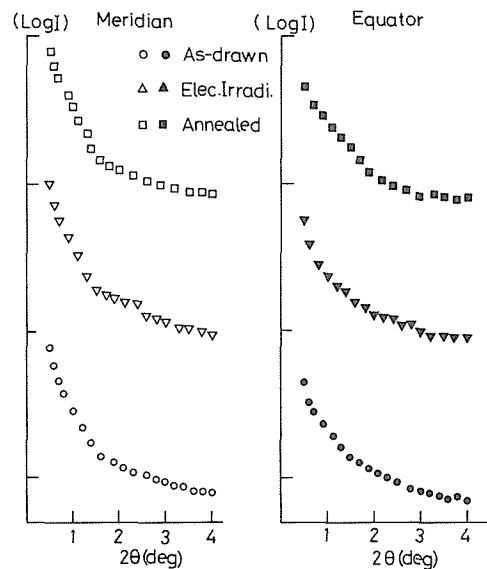 (LogI) Meridian
(LogI) Equator
○ ● As-drawn
△ ▲ Elec.Irradi.
□ ■ Annealed
1 2 3 4
2θ(deg)
1 2 3 4
2θ(deg)